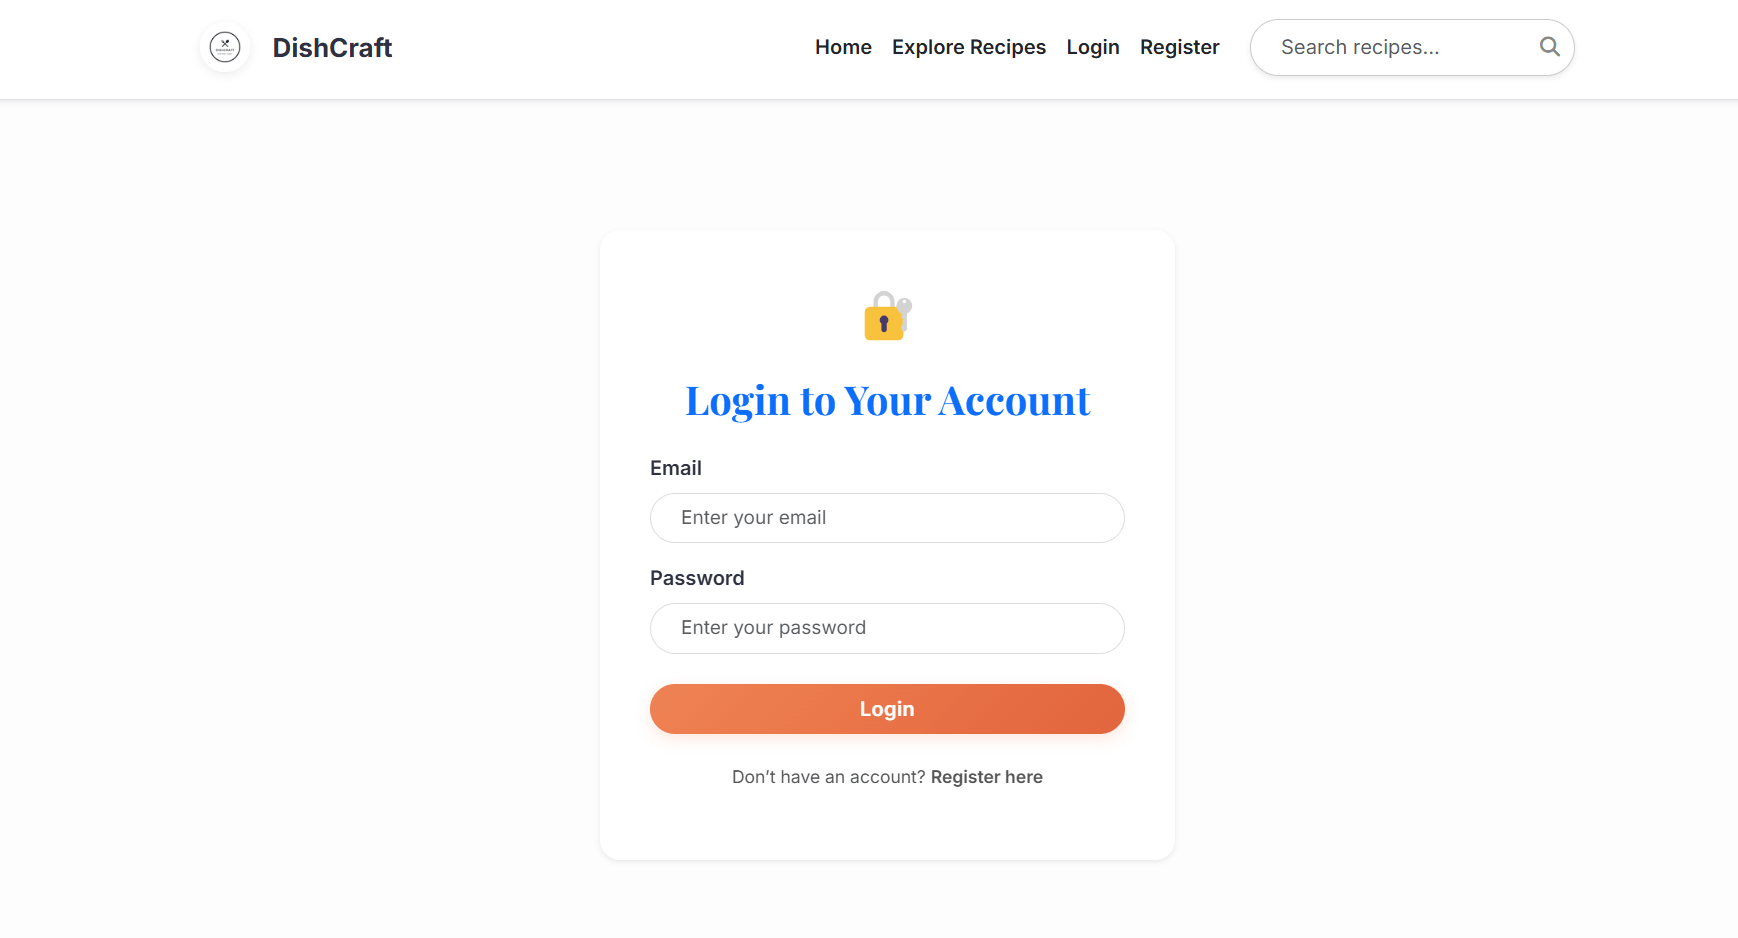 DishCraft
Home Explore Recipes Login Register Search recipes...
Login to Your Account
Email
Enter your email
Password
Enter your password
Login
Don’t have an account? Register here